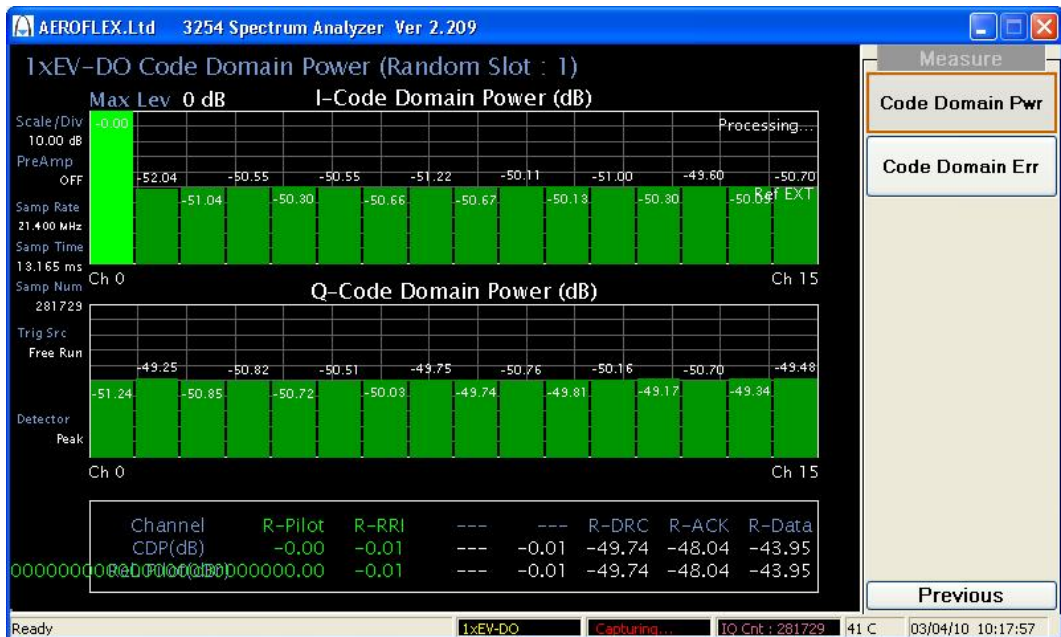 AEROFLEX.Ltd 3254 Spectrum Analyzer Ver 2.209
1xEV-DO Code Domain Power (Random Slot : 1)
Max Lev 0 dB I-Code Domain Power (dB)
Scale/Div
10.00 dB
PreAmp
OFF
Samp Rate
21.400 MHz
Samp Time
13.165 ms
Samp Num
281729
Trig Src
Free Run
Detector
Peak
-0.00 Processing...
-52.04 -50.55 -50.55 -51.22 -50.11 -51.00 -49.60 -50.70
Ref EXT
-51.04 -50.30 -50.66 -50.67 -50.13 -50.30
Ch 0 Ch 15
Q-Code Domain Power (dB)
-49.25 -50.82 -50.51 -49.75 -50.76 -50.16 -50.70 -49.48
-51.24 -50.85 -50.72 -50.03 -49.74 -49.81 -49.17 -49.34
Ch 0 Ch 15
Channel R-Pilot R-RRI --- --- R-DRC R-ACK R-Data
CDP(dB) -0.00 -0.01 --- -0.01 -49.74 -48.04 -43.95
-0.01 --- -0.01 -49.74 -48.04 -43.95
Measure
Code Domain Pwr
Code Domain Err
Previous
Ready 1xEV-DO Capturing... IQ Cnt : 281729 41 C 03/04/10 10:17:57